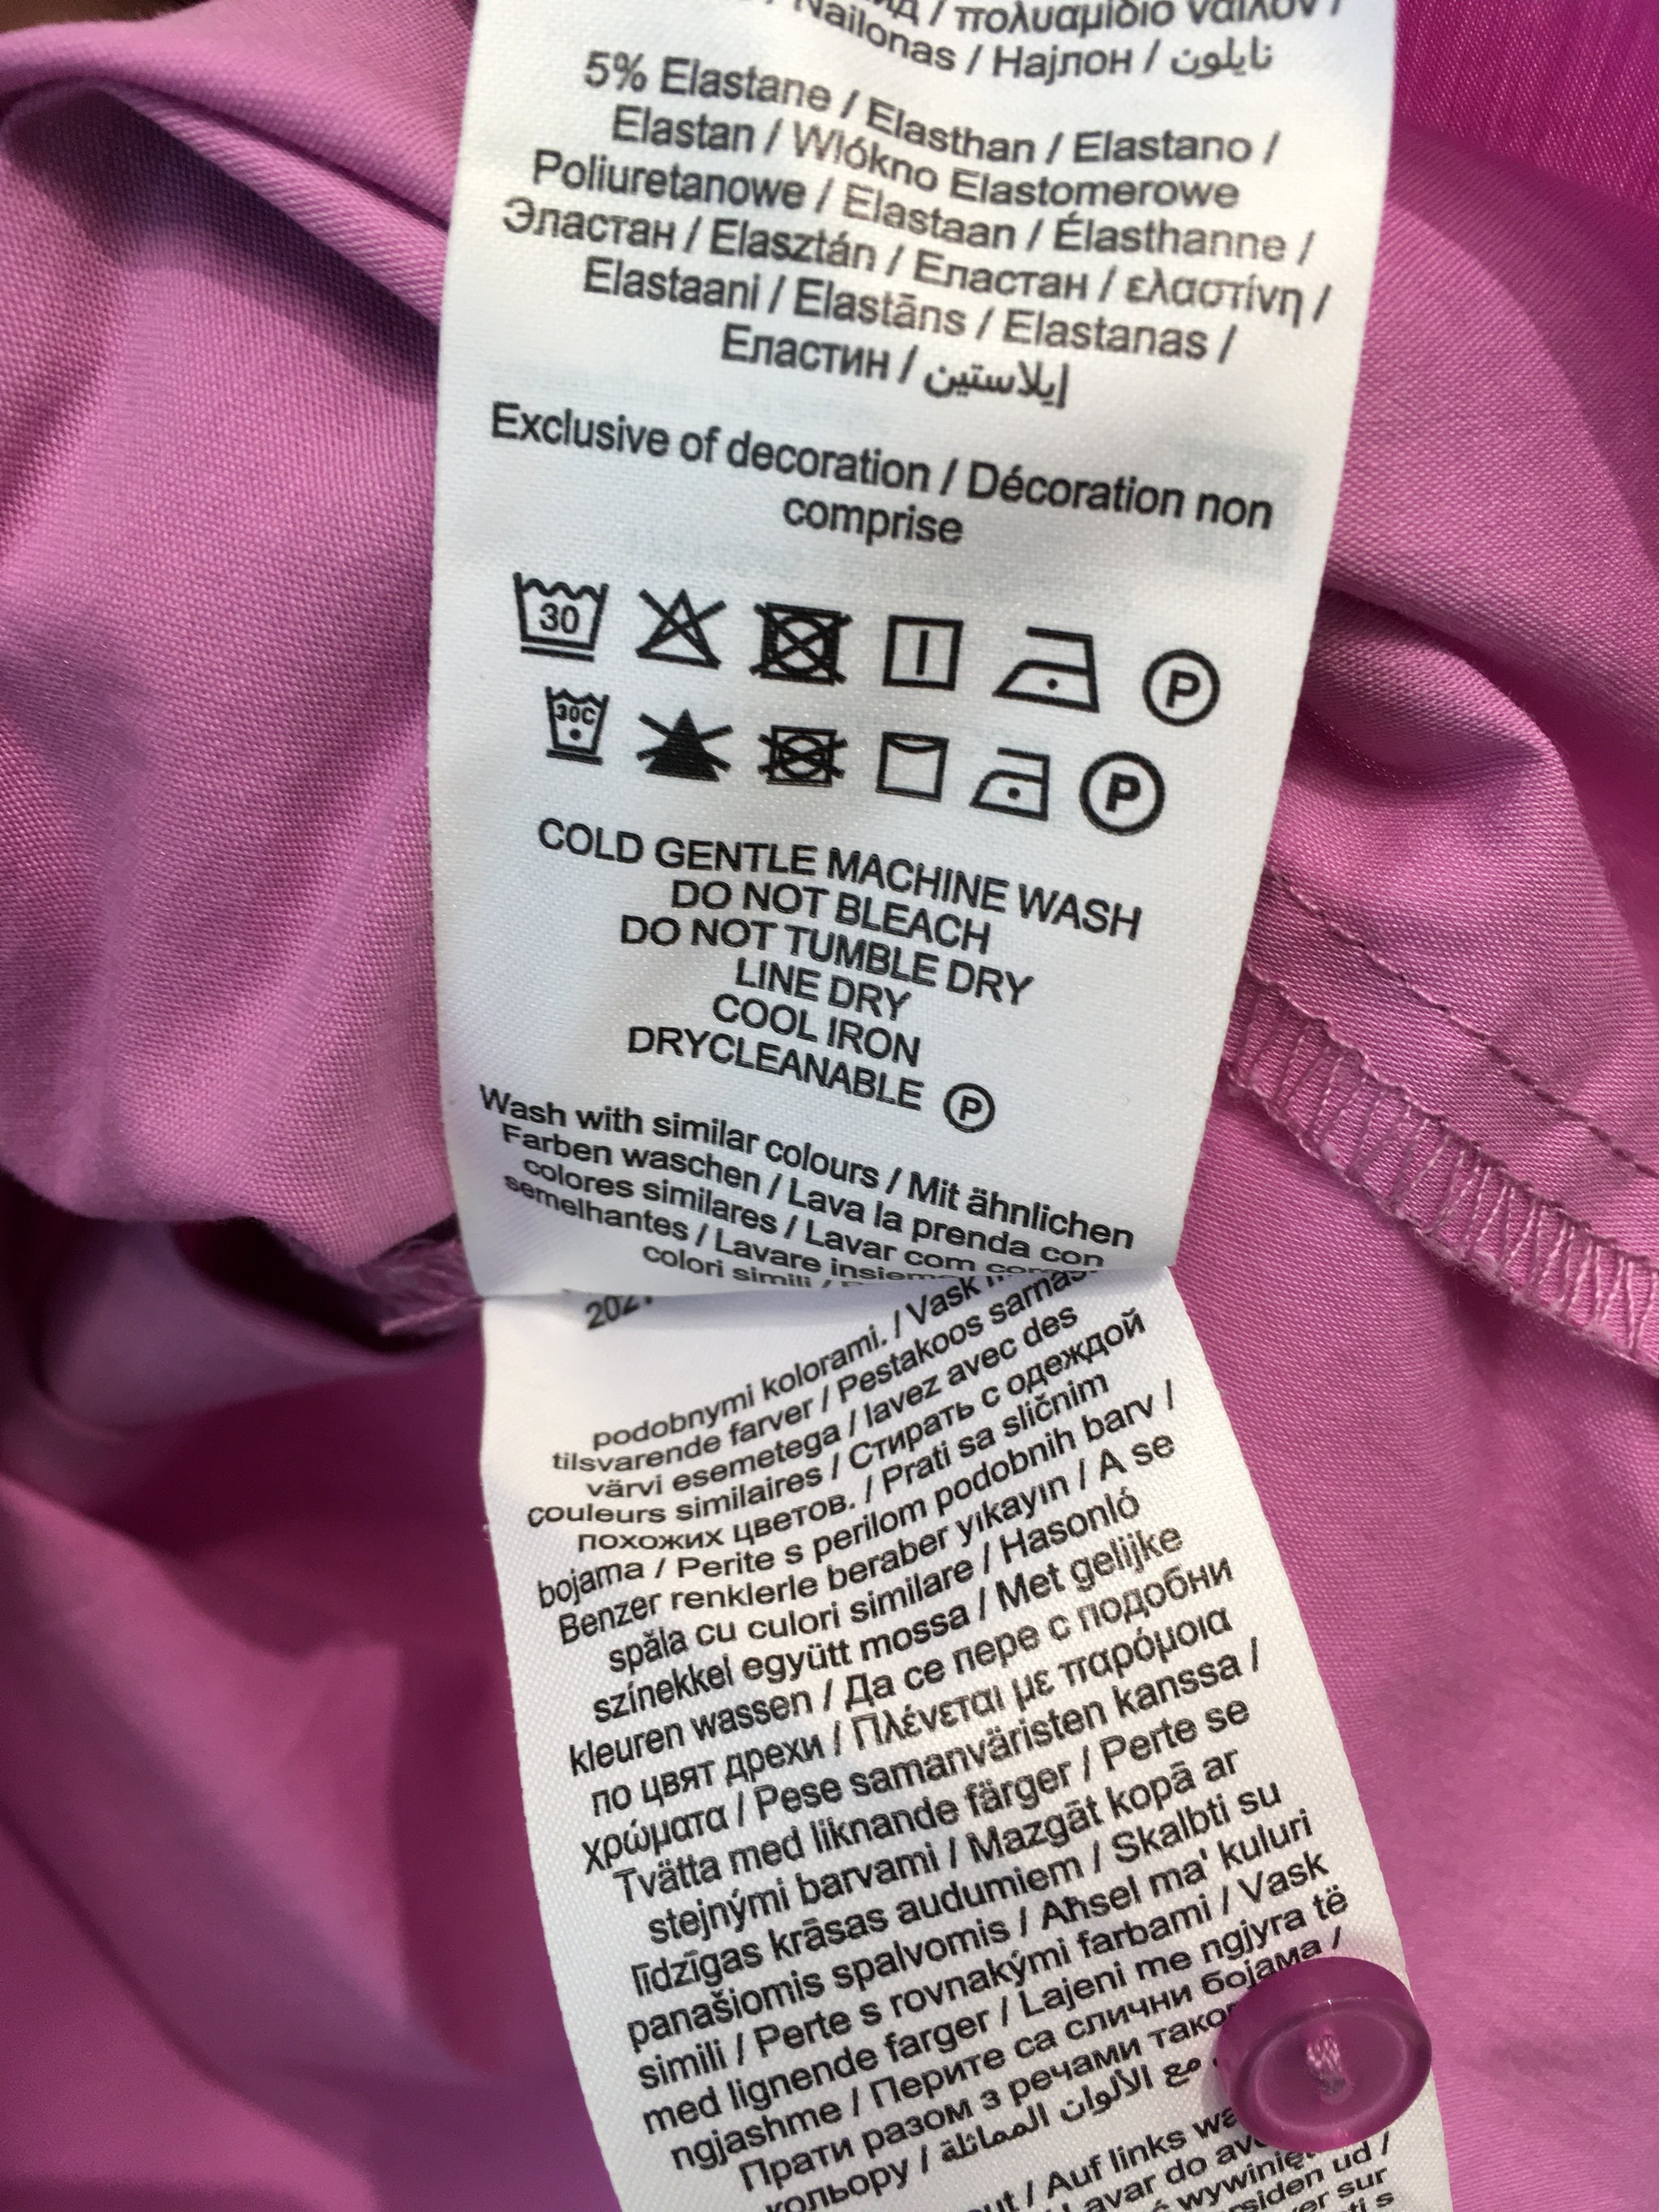 / πολυαμίδιο
Nailonas / Најлон / نايلون
5% Elastane / Elasthan / Elastano /
Elastan / Włókno Elastomerowe
Poliuretanowe / Elastaan / Élasthanne /
Эластан / Elasztán / Еластан / ελαστίνη /
Elastaani / Elastāns / Elastanas /
Еластин / إيلاستين
Exclusive of decoration / Décoration non
comprise
30 P
30C P
COLD GENTLE MACHINE WASH
DO NOT BLEACH
DO NOT TUMBLE DRY
LINE DRY
COOL IRON
DRYCLEANABLE P
Wash with similar colours / Mit ähnlichen
Farben waschen / Lava la prenda con
colores similares / Lavar com
semelhantes / Lavare
colori simili /
podobnymi kolorami. / Vask
tilsvarende farver / Pestakoos
värvi esemetega / lavez avec des
couleurs similaires / Стирать с одеждой
похожих цветов. / Prati sa sličnim
bojama / Perite s perilom podobnih barv /
Benzer renklerle beraber yıkayın / A se
spăla cu culori similare / Hasonló
színekkel együtt mossa / Met gelijke
kleuren wassen / Да се пере с подобни
по цвят дрехи / Πλένεται με παρόμοια
χρώματα / Pese samanväristen kanssa /
Tvätta med liknande färger / Perte se
stejnými barvami / Mazgāt kopā ar
līdzīgas krāsas audumiem / Skalbti su
panašiomis spalvomis / Aħsel ma' kuluri
simili / Perte s rovnakými farbami / Vask
med lignende farger / Lajeni me ngjyra të
ngjashme / Перите са сличним бојама /
Прати разом з речами
кольору / مع الألوان المماثلة
/ Auf links
Lavar do